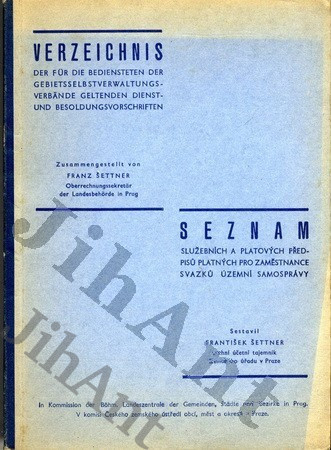 VERZEICHNIS
DER FÜR DIE BEDIENSTETEN DER
GEBIETSSELBSTVERWALTUNGS-
VERBÄNDE GELTENDEN DIENST-
UND BESOLDUNGSVORSCHRIFTEN
Zusammengestellt von
FRANZ ŠETTNER
Oberrechnungssekretär
der Landesbehörde in Prag
SEZNAM
SLUŽEBNÍCH A PLATOVÝCH PŘED-
PISŮ PLATNÝCH PRO ZAMĚSTNANCE
SVAZKŮ ÚZEMNÍ SAMOSPRÁVY
Sestavil
FRANTIŠEK ŠETTNER
účetní tajemník
úřadu v Praze
In Kommission der Böhm. Landeszentrale der Gemeinden, Städte und Bezirke in Prag.
V komisi Českého zemského ústředí obcí, měst a okresů v Praze.
JihAnt
JihAnt